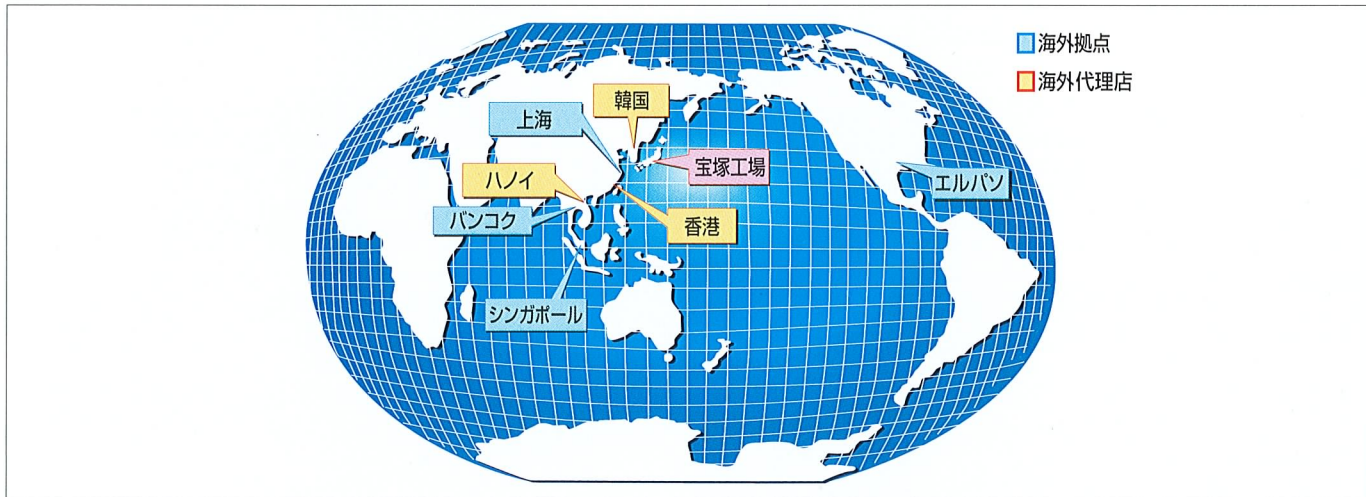 海外拠点
海外代理店
韓国
上海
宝塚工場
ハノイ
エルパソ
バンコク
香港
シンガポール